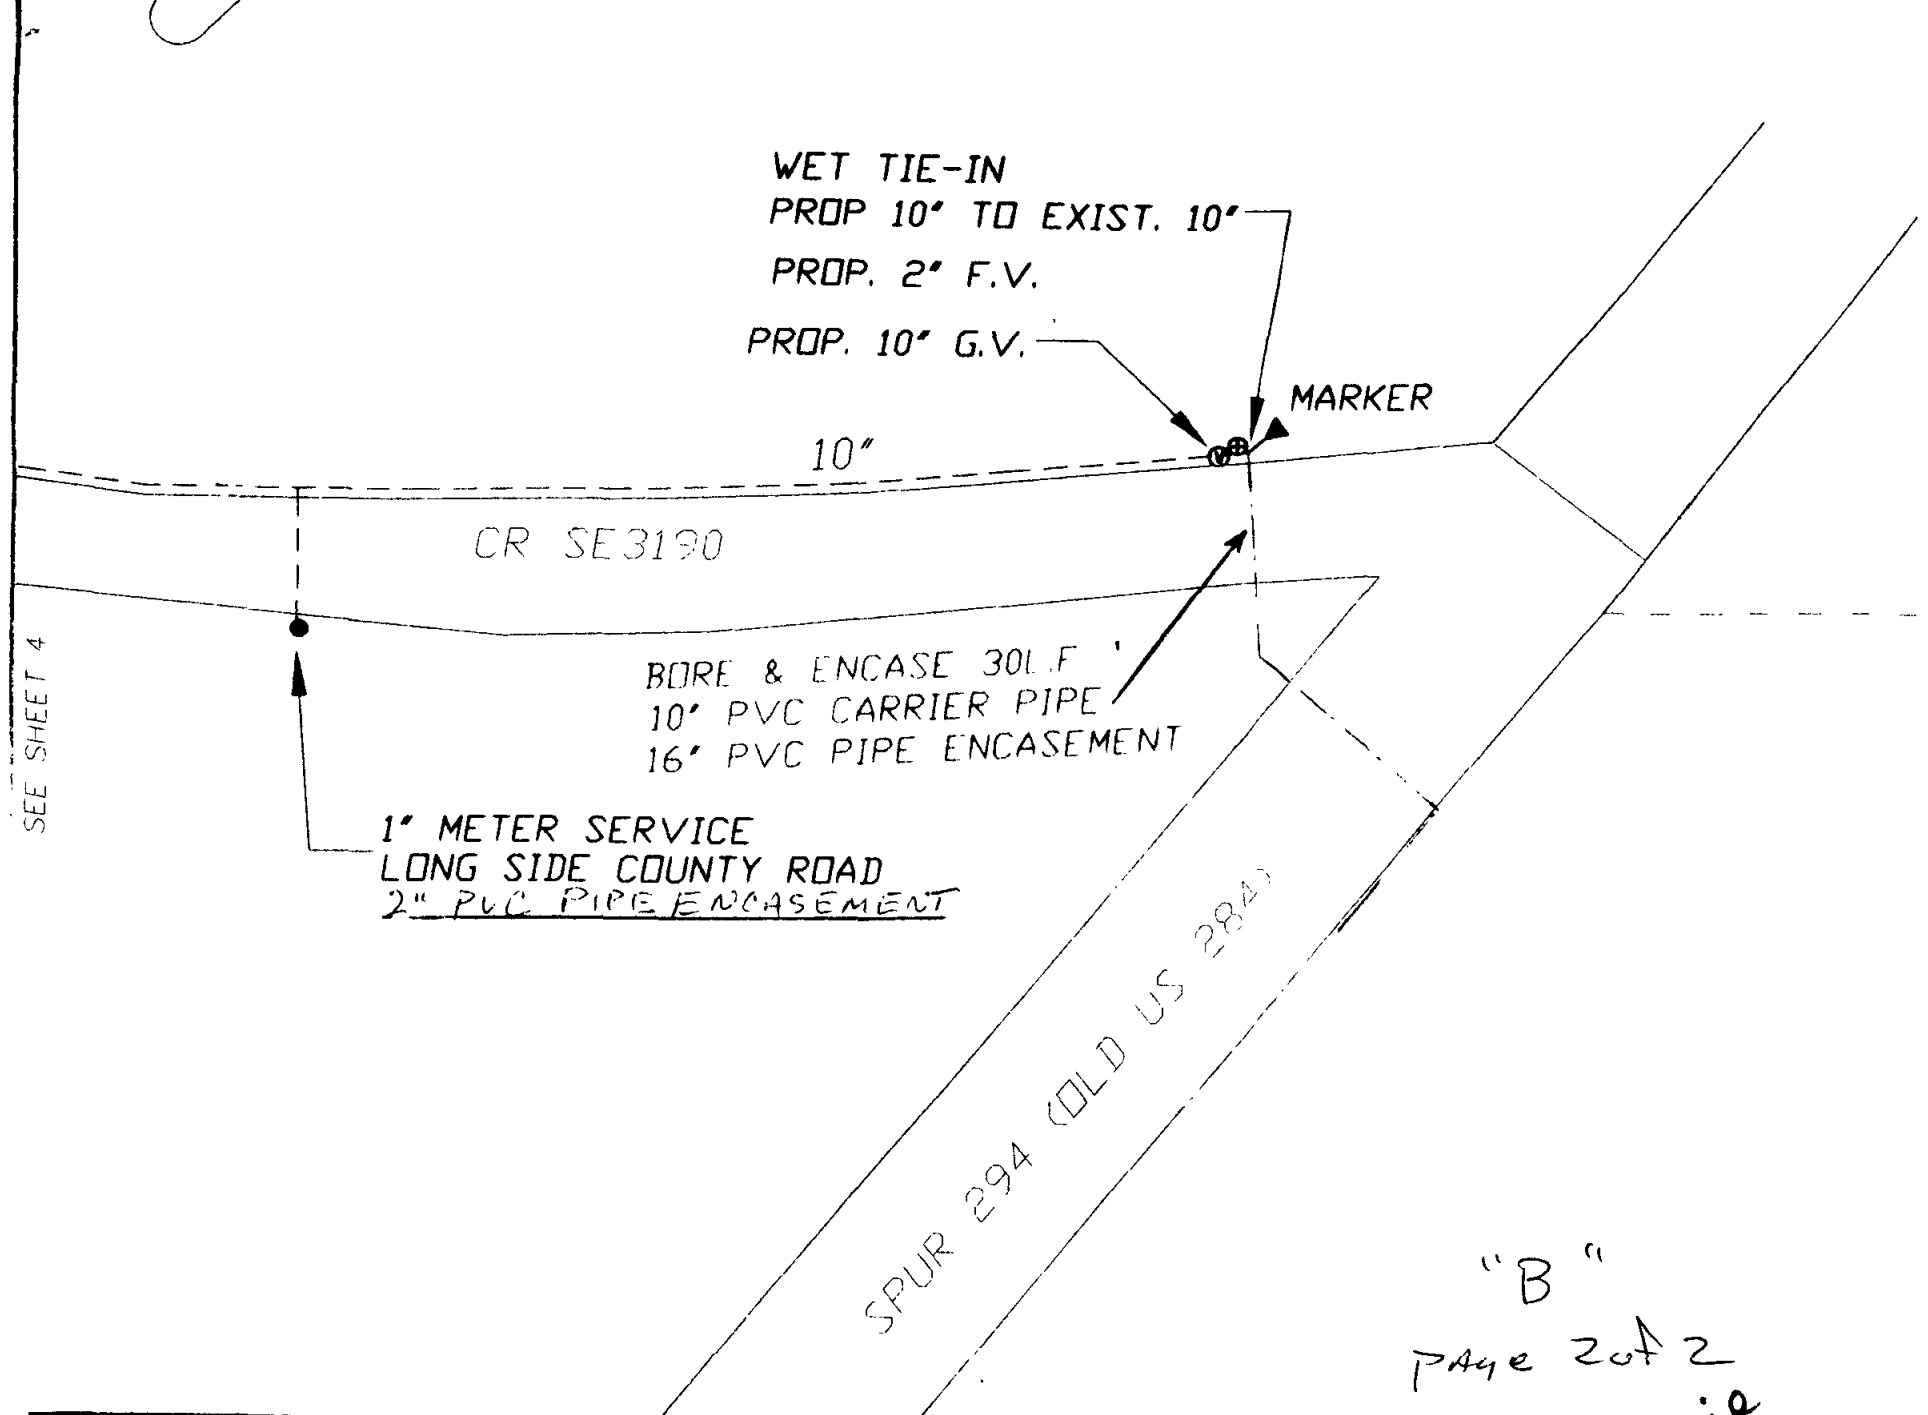 WET TIE-IN
PROP 10" TO EXIST. 10"
PROP. 2" F.V.
PROP. 10" G.V.
MARKER
10"
V
CR SE3190
BORE & ENCASE 30L.F
10" PVC CARRIER PIPE
16" PVC PIPE ENCASEMENT
SEE SHEET 4
1" METER SERVICE
LONG SIDE COUNTY ROAD
2" PVC PIPE ENCASEMENT
SPUR 294 (OLD US 284)
"B"
PAge 2 of 2